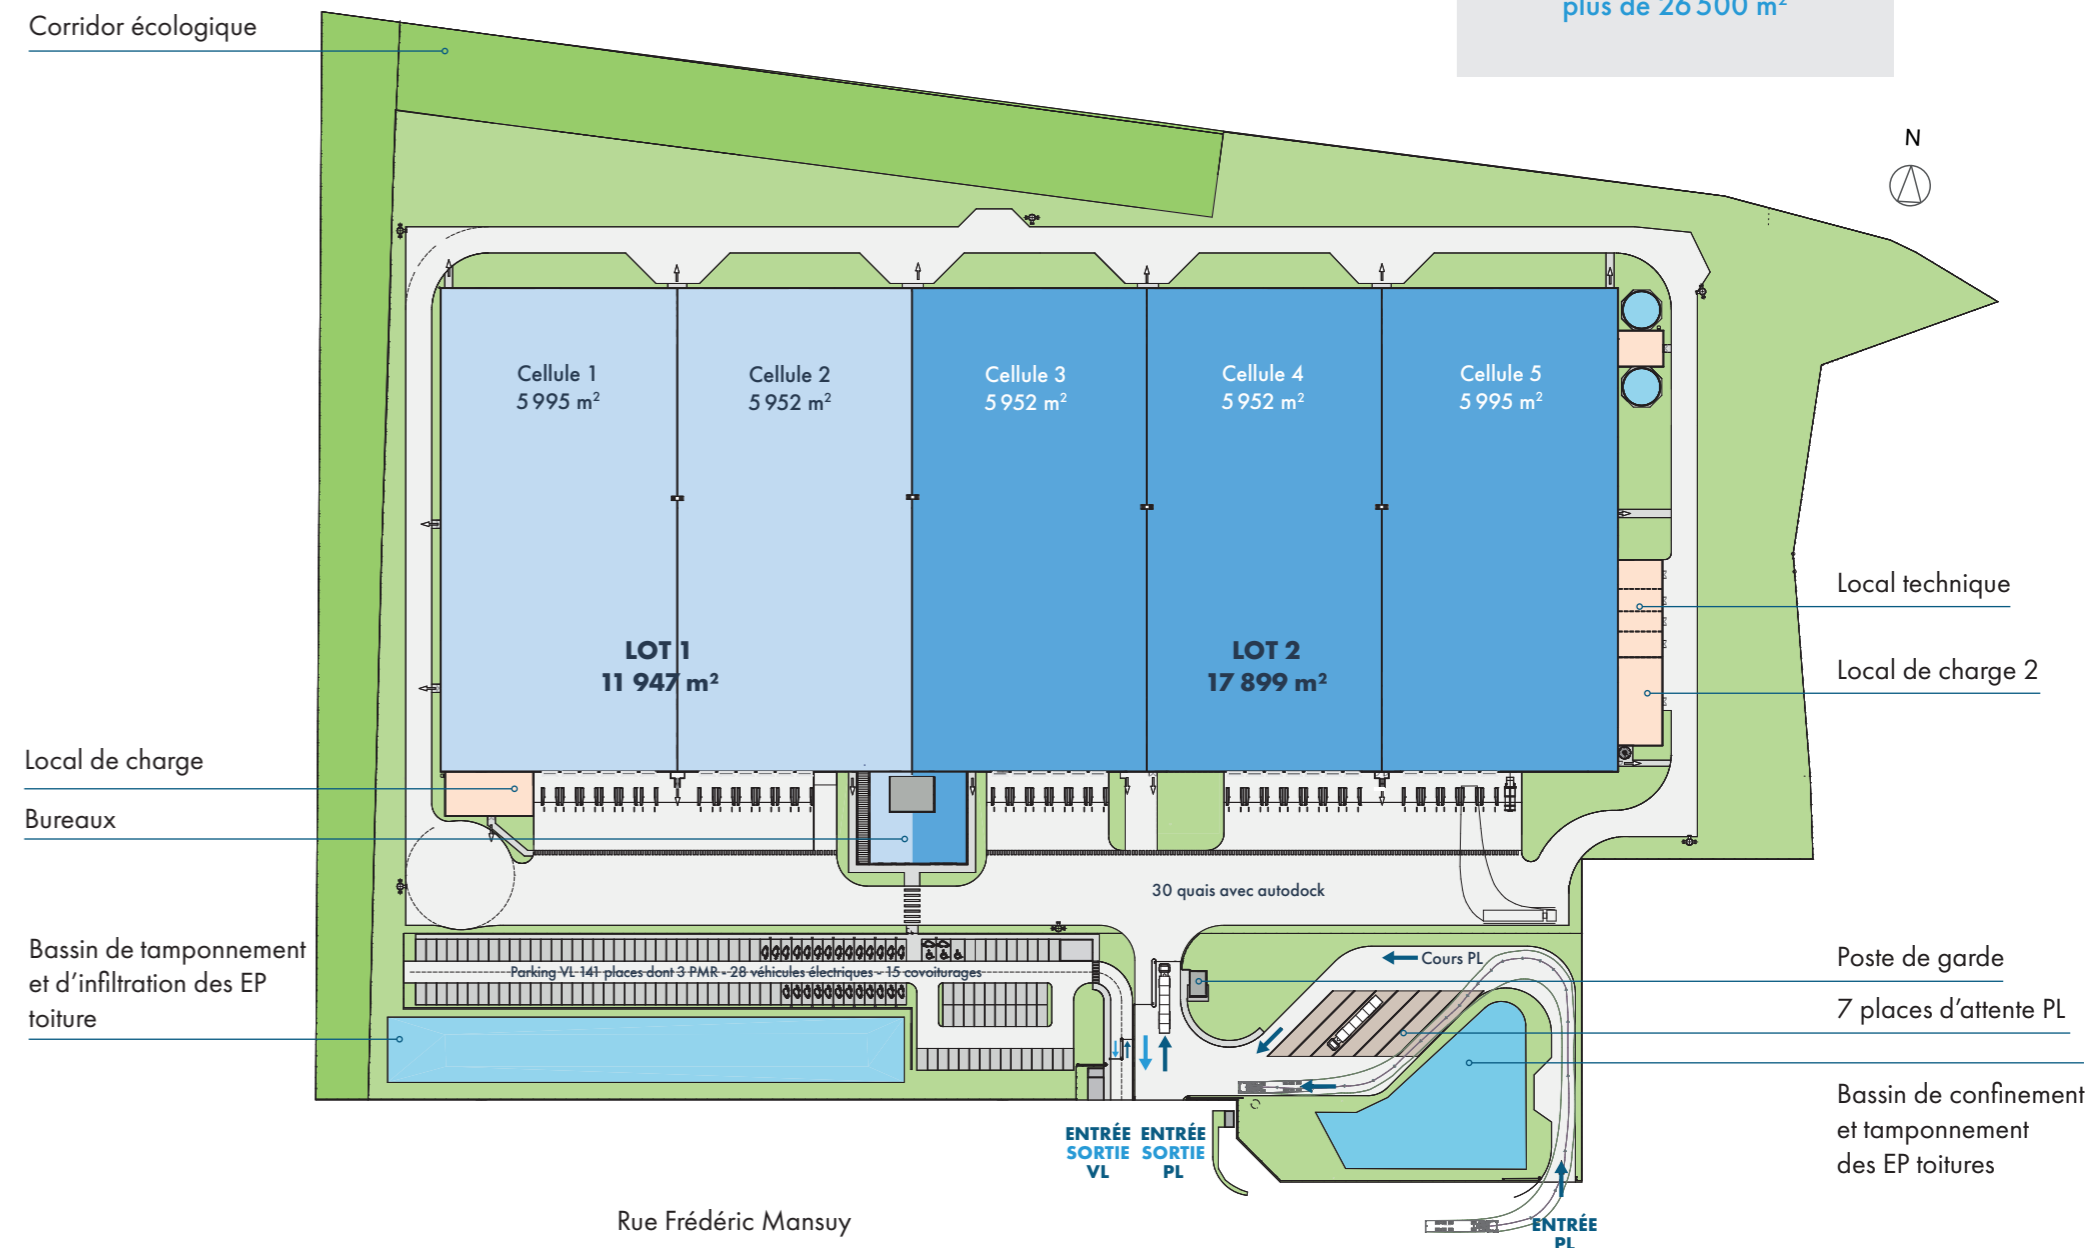 plus de 26 500 m²
Corridor écologique
N
Cellule 1
5 995 m²
Cellule 2
5 952 m²
Cellule 3
5 952 m²
Cellule 4
5 952 m²
Cellule 5
5 995 m²
Local technique
LOT 1
11 947 m²
LOT 2
17 899 m²
Local de charge 2
Local de charge
Bureaux
30 quais avec autodock
Bassin de tamponnement
et d’infiltration des EP
toiture
Parking VL 141 places dont 3 PMR - 28 véhicules électriques - 15 covoiturages
Cours PL
Poste de garde
7 places d’attente PL
Bassin de confinement
et tamponnement
des EP toitures
ENTRÉE
SORTIE
VL
ENTRÉE
SORTIE
PL
Rue Frédéric Mansuy
ENTRÉE
PL